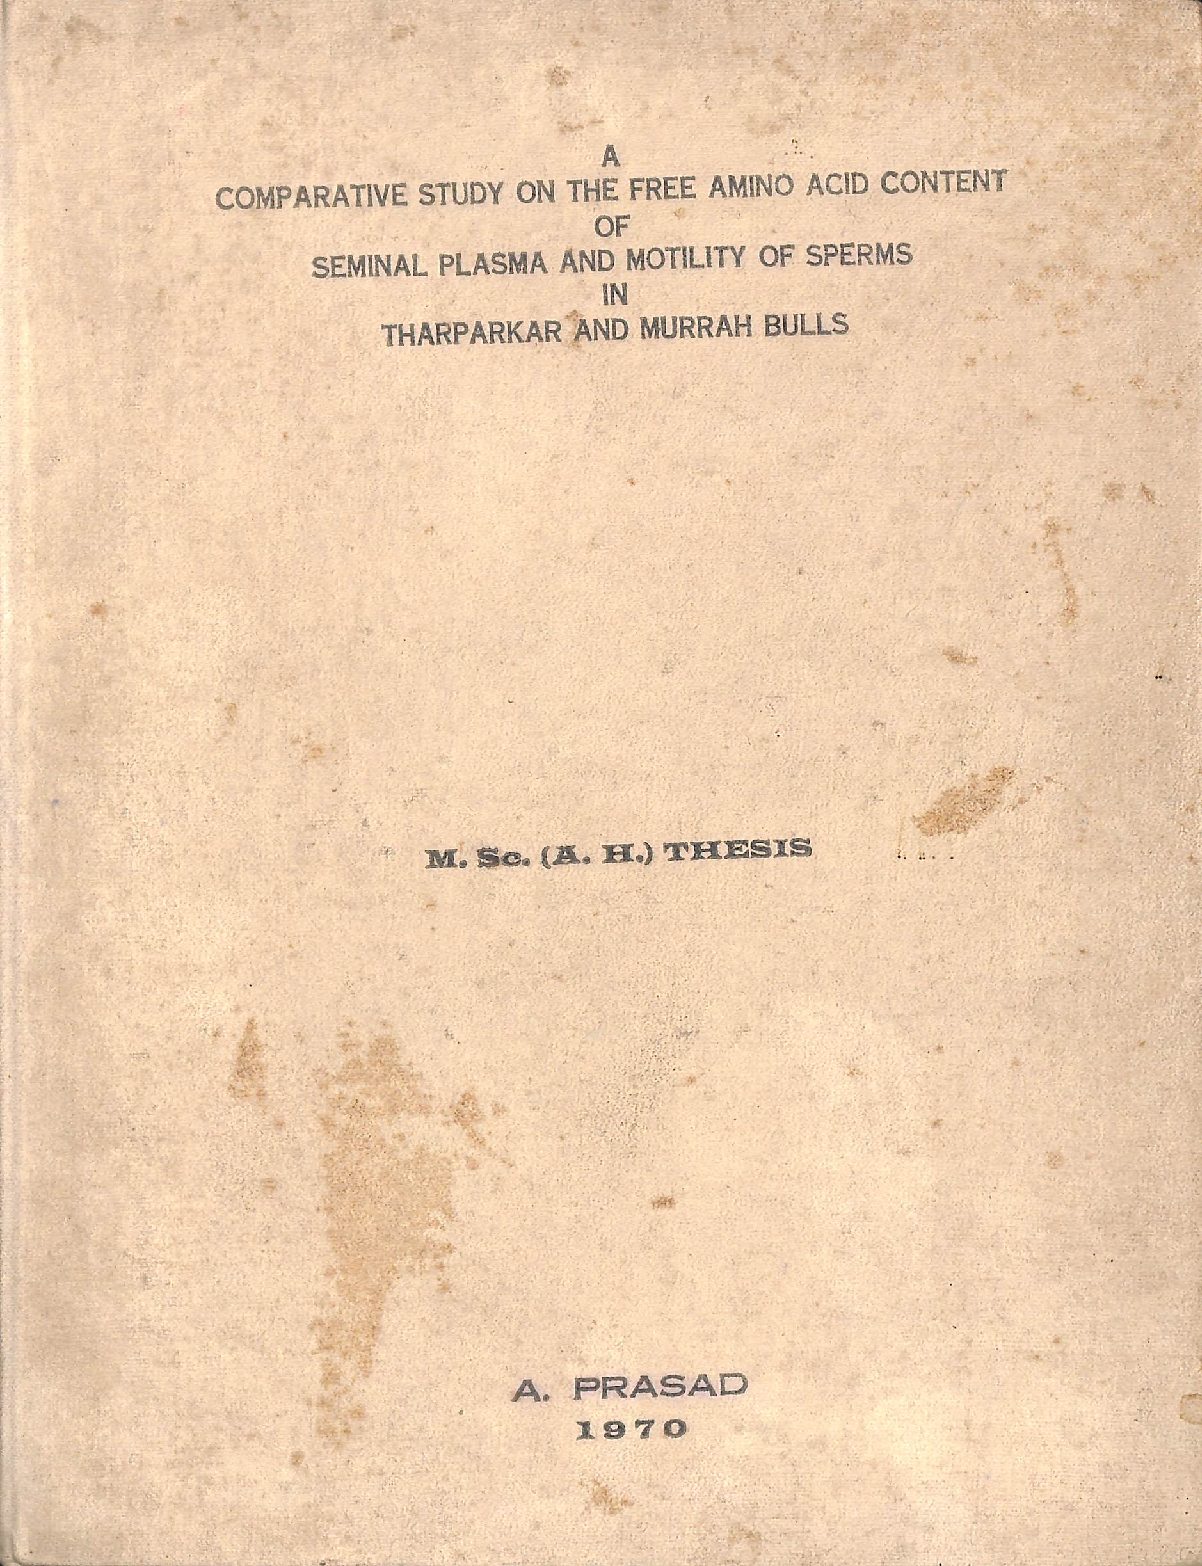 A
COMPARATIVE STUDY ON THE FREE AMINO ACID CONTENT
OF
SEMINAL PLASMA AND MOTILITY OF SPERMS
IN
THARPARKAR AND MURRAH BULLS
M. Sc. (A. H.) THESIS
A. PRASAD
1970